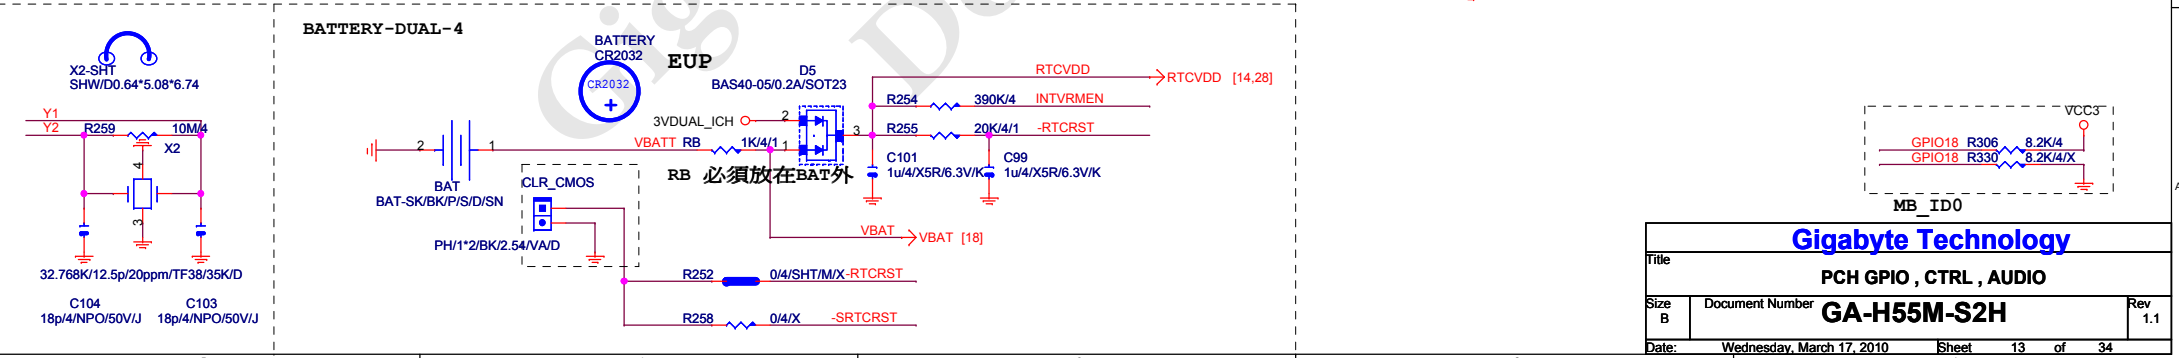 BATTERY-DUAL-4
X2-SHT
SHW/D0.64*5.08*6.74
Y1
Y2
R259
10M/4
X2
4
3
32.768K/12.5p/20ppm/TF38/35K/D
C104
18p/4/NPO/50V/J
C103
18p/4/NPO/50V/J
BATTERY
CR2032
CR2032
+
EUP
D5
BAS40-05/0.2A/SOT23
3VDUAL_ICH
2
1
3
2
1
VBATT
RB
1K/4/1
RB 必須放在BAT外
BAT
BAT-SK/BK/P/S/D/SN
CLR_CMOS
PH/1*2/BK/2.54/VA/D
RTCVDD
RTCVDD [14,28]
R254
390K/4
INTVRMEN
R255
20K/4/1
-RTCRST
C101
1u/4/X5R/6.3V/K
C99
1u/4/X5R/6.3V/K
VBAT
VBAT [18]
R252
0/4/SHT/M/X
-RTCRST
R258
0/4/X
-SRTCRST
VCC3
GPIO18
R306
8.2K/4
GPIO18
R330
8.2K/4/X
MB_ID0
Gigabyte Technology
Title
PCH GPIO , CTRL , AUDIO
Size
B
Document Number
GA-H55M-S2H
Rev
1.1
Date:
Wednesday, March 17, 2010
Sheet
13 of 34